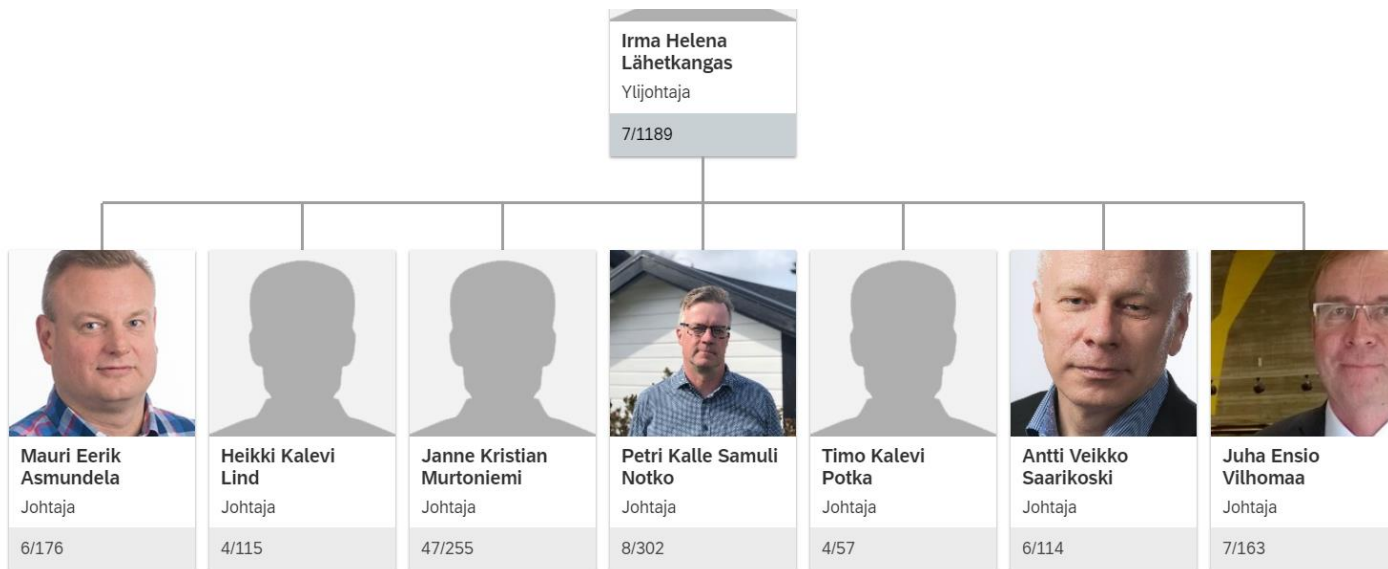 Irma Helena
Lähetkangas
Ylijohtaja
7/1189
Mauri Eerik
Asmundela
Johtaja
6/176
Heikki Kalevi
Lind
Johtaja
4/115
Janne Kristian
Murtoniemi
Johtaja
47/255
Petri Kalle Samuli
Notko
Johtaja
8/302
Timo Kalevi
Potka
Johtaja
4/57
Antti Veikko
Saarikoski
Johtaja
6/114
Juha Ensio
Vilhomaa
Johtaja
7/163